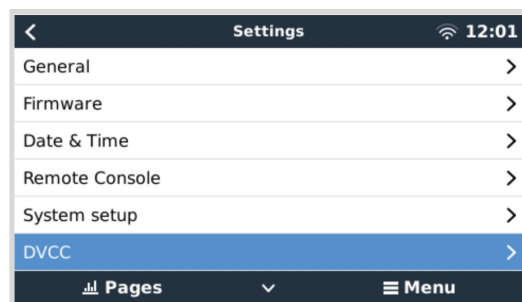 Settings 12:01
General
Firmware
Date & Time
Remote Console
System setup
DVCC
Pages Menu